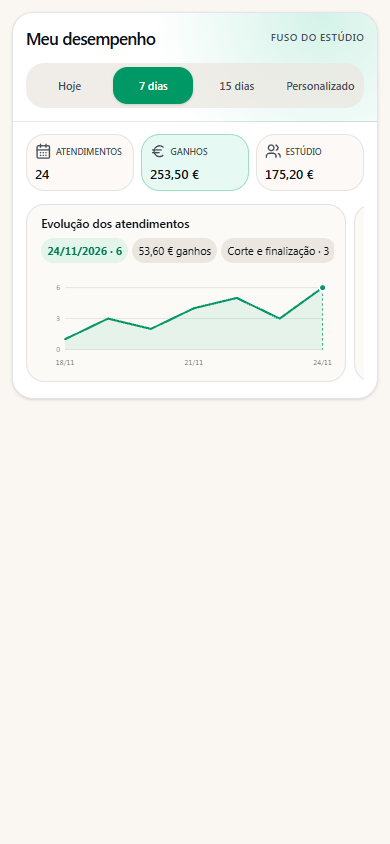 Meu desempenho
FUSO DO ESTÚDIO
Hoje
7 dias
15 dias
Personalizado
ATENDIMENTOS
24
GANHOS
253,50 €
ESTÚDIO
175,20 €
Evolução dos atendimentos
24/11/2026 · 6
53,60 € ganhos
Corte e finalização · 3
6
3
0
18/11
21/11
24/11